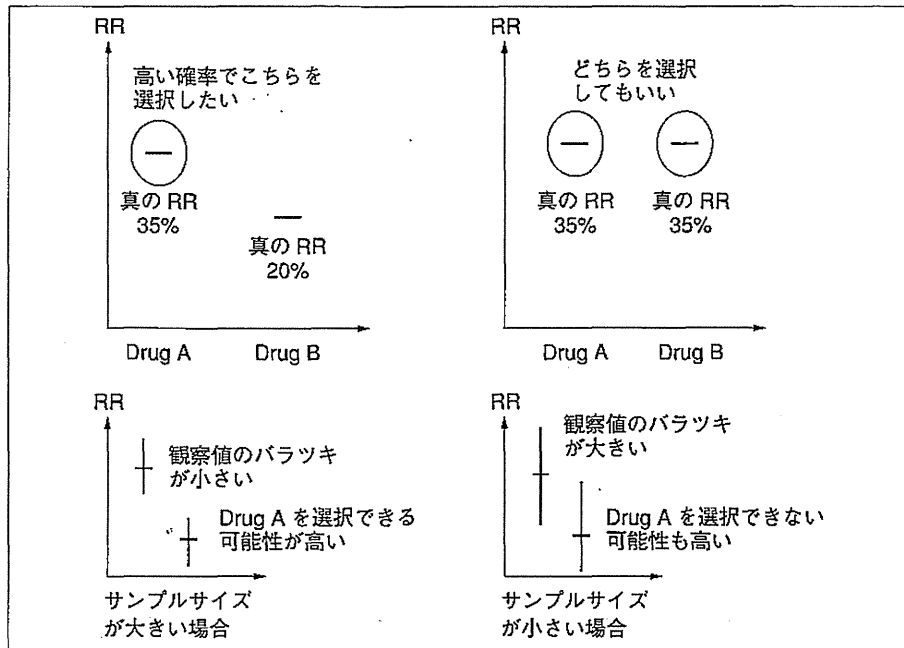 RR
高い確率でこちらを
選択したい
真の RR
35%
真の RR
20%
Drug A
Drug B
RR
どちらを選択
してもいい
真の RR
35%
真の RR
35%
Drug A
Drug B
RR
観察値のバラツキ
が小さい
Drug A を選択できる
可能性が高い
サンプルサイズ
が大きい場合
RR
観察値のバラツキ
が大きい
Drug A を選択できない
可能性も高い
サンプルサイズ
が小さい場合